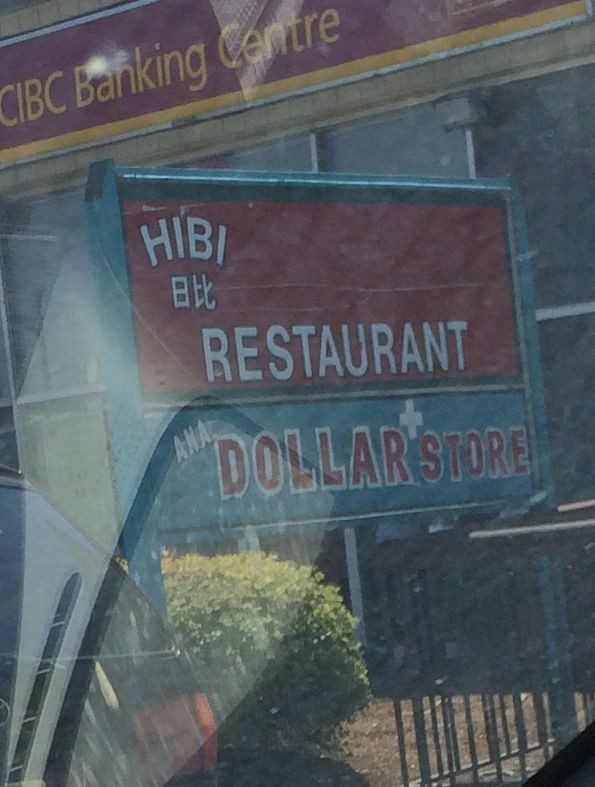 CIBC Banking Centre
HIBI
日比
RESTAURANT
ANA
DOLLAR+STORE